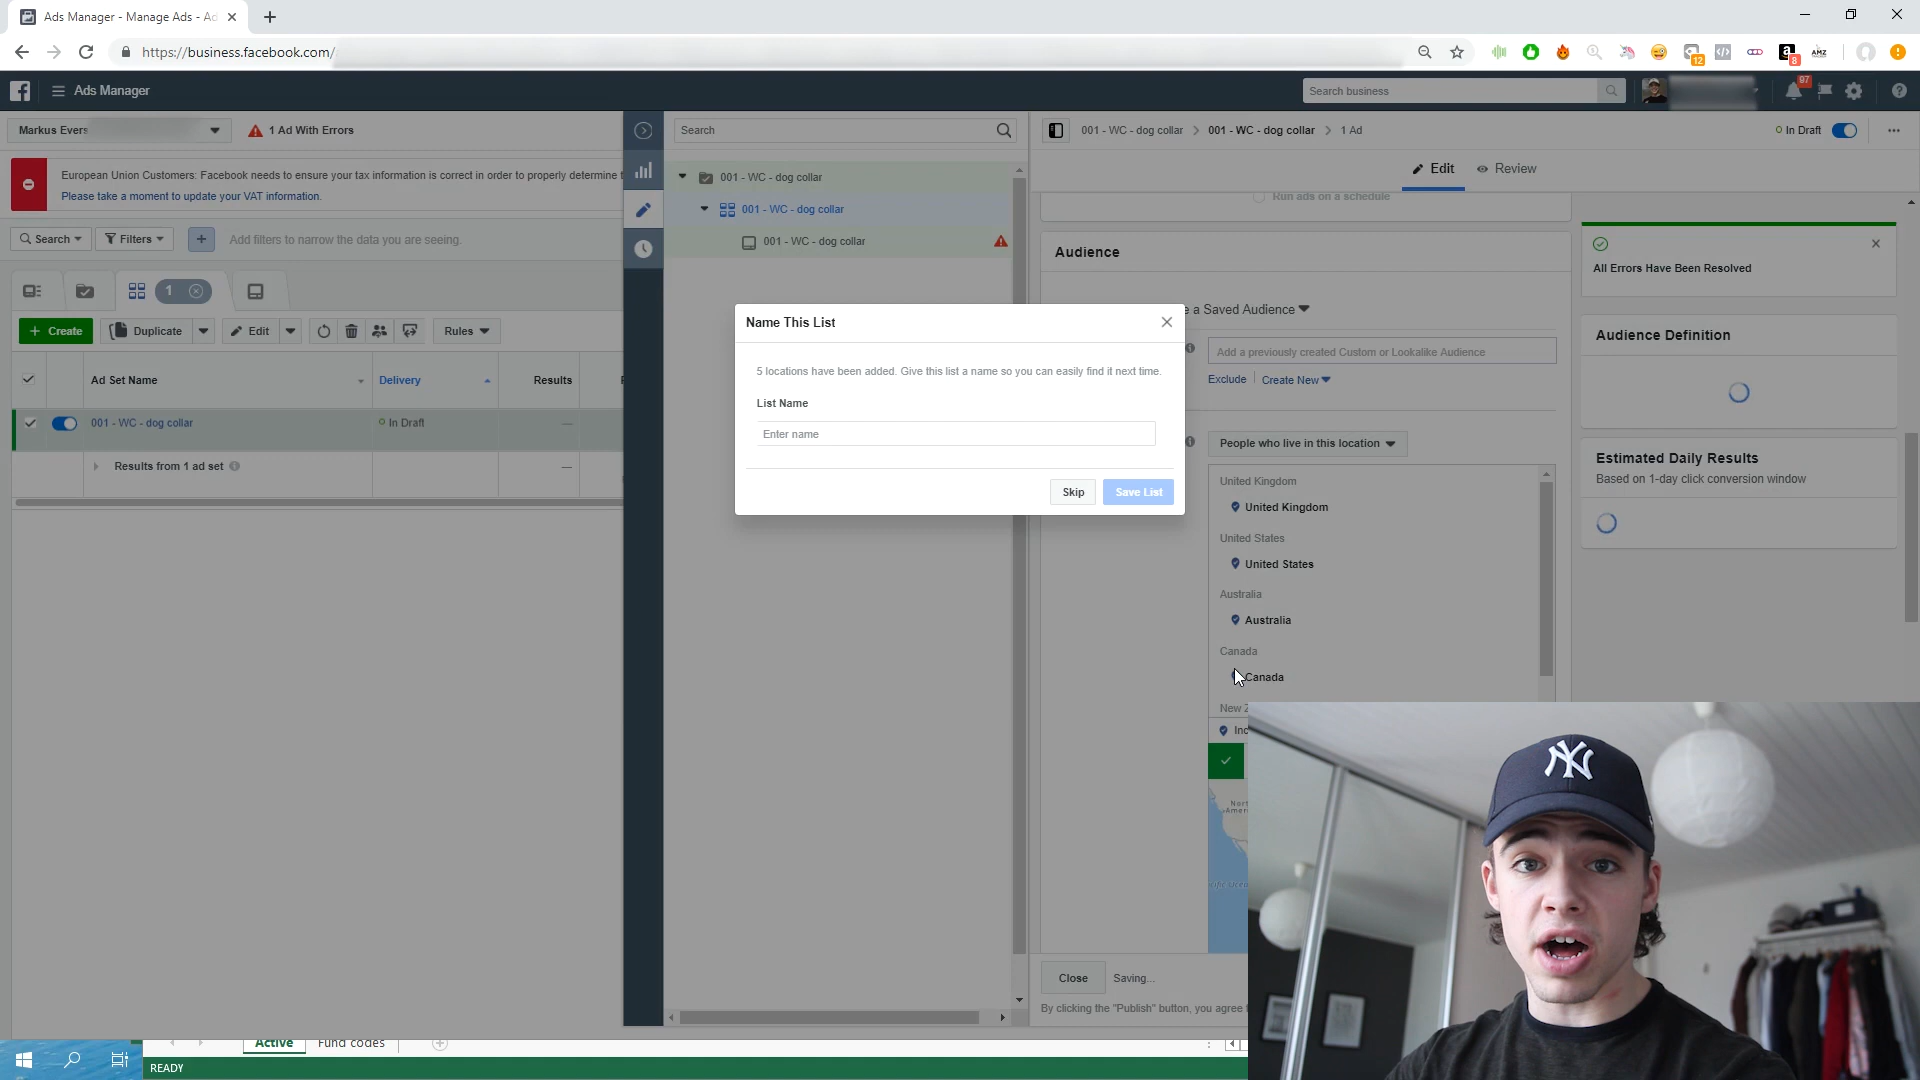 Ads Manager - Manage Ads - Ad
https://business.facebook.com/
12
8
AMZ
Ads Manager
Search business
97
Markus Evers
1 Ad With Errors
European Union Customers: Facebook needs to ensure your tax information is correct in order to properly determine
Please take a moment to update your VAT information.
Search
Filters
Add filters to narrow the data you are seeing.
1
Create
Duplicate
Edit
Rules
Ad Set Name
Delivery
Results
001 - WC - dog collar
In Draft
—
Results from 1 ad set
—
Search
001 - WC - dog collar
001 - WC - dog collar
001 - WC - dog collar
001 - WC - dog collar > 001 - WC - dog collar > 1 Ad
In Draft
Edit
Review
Run ads on a schedule
Audience
e a Saved Audience
Add a previously created Custom or Lookalike Audience
Exclude
Create New
People who live in this location
United Kingdom
United Kingdom
United States
United States
Australia
Australia
Canada
Canada
New Z
Inc
All Errors Have Been Resolved
Audience Definition
Estimated Daily Results
Based on 1-day click conversion window
Name This List
5 locations have been added. Give this list a name so you can easily find it next time.
List Name
Enter name
Skip
Save List
Close
Saving...
By clicking the "Publish" button, you agree
Active
Fund codes
READY
NY